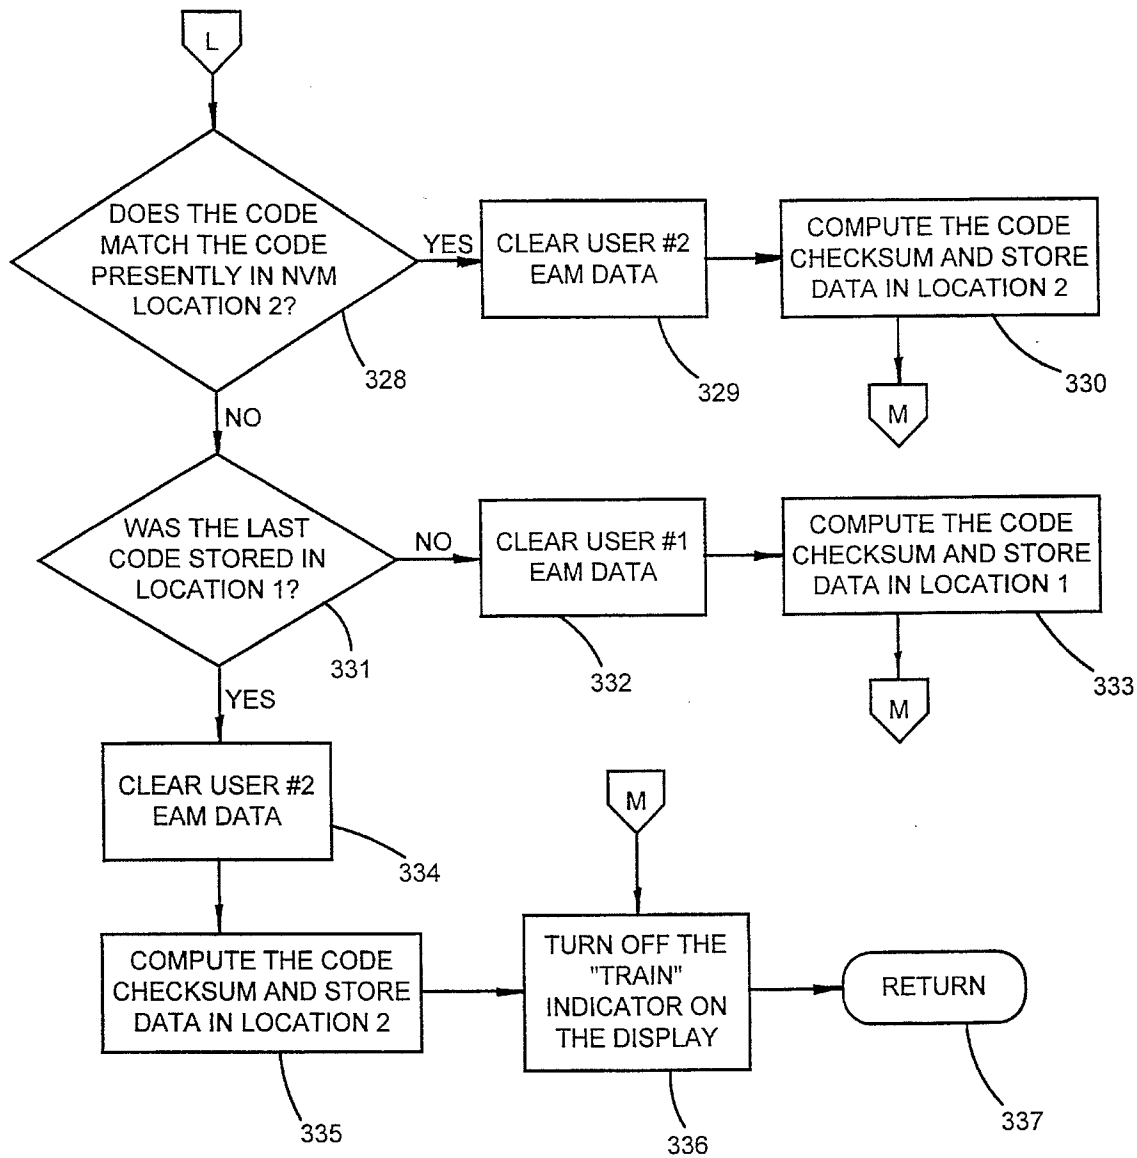 L
DOES THE CODE
MATCH THE CODE
PRESENTLY IN NVM
LOCATION 2?
328
YES
CLEAR USER #2
EAM DATA
329
COMPUTE THE CODE
CHECKSUM AND STORE
DATA IN LOCATION 2
330
M
NO
WAS THE LAST
CODE STORED IN
LOCATION 1?
331
NO
CLEAR USER #1
EAM DATA
332
COMPUTE THE CODE
CHECKSUM AND STORE
DATA IN LOCATION 1
333
M
YES
CLEAR USER #2
EAM DATA
334
COMPUTE THE CODE
CHECKSUM AND STORE
DATA IN LOCATION 2
335
M
TURN OFF THE
"TRAIN"
INDICATOR ON
THE DISPLAY
336
RETURN
337